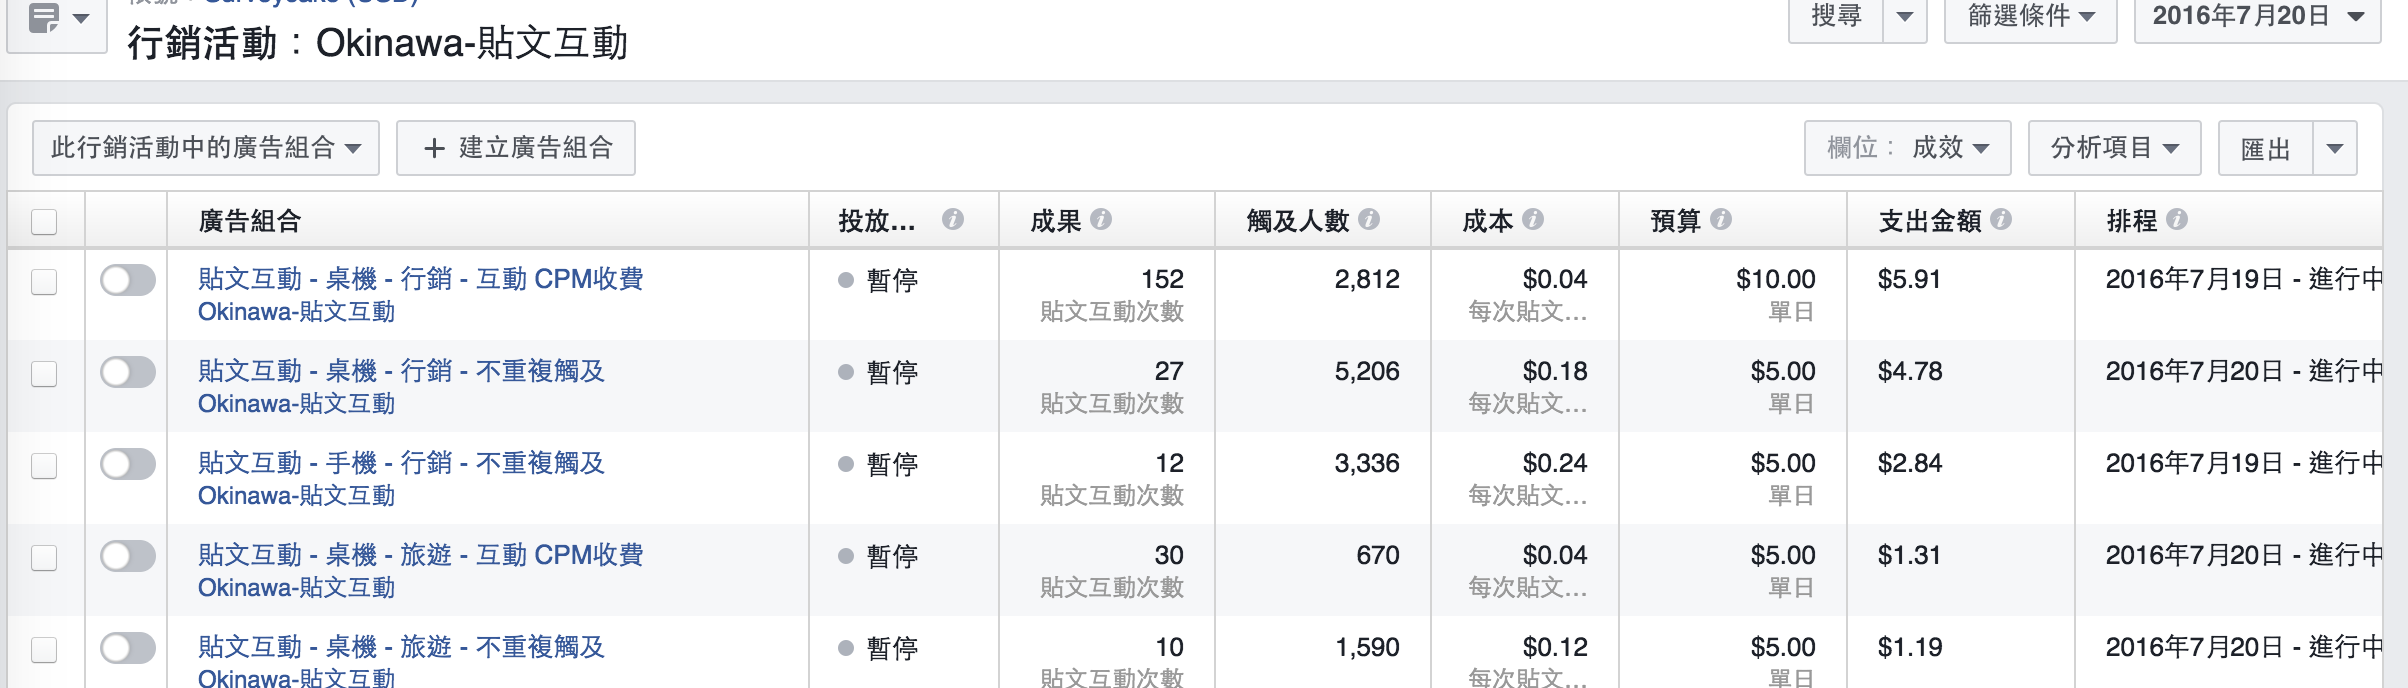 行銷活動：Okinawa-貼文互動
搜尋
篩選條件
2016年7月20日
此行銷活動中的廣告組合
+ 建立廣告組合
欄位： 成效
分析項目
匯出
廣告組合 投放... 成果 觸及人數 成本 預算 支出金額 排程
貼文互動 - 桌機 - 行銷 - 互動 CPM收費 暫停 152 2,812 $0.04 $10.00 $5.91 2016年7月19日 - 進行中
Okinawa-貼文互動 貼文互動次數 每次貼文... 單日
貼文互動 - 桌機 - 行銷 - 不重複觸及 暫停 27 5,206 $0.18 $5.00 $4.78 2016年7月20日 - 進行中
Okinawa-貼文互動 貼文互動次數 每次貼文... 單日
貼文互動 - 手機 - 行銷 - 不重複觸及 暫停 12 3,336 $0.24 $5.00 $2.84 2016年7月19日 - 進行中
Okinawa-貼文互動 貼文互動次數 每次貼文... 單日
貼文互動 - 桌機 - 旅遊 - 互動 CPM收費 暫停 30 670 $0.04 $5.00 $1.31 2016年7月20日 - 進行中
Okinawa-貼文互動 貼文互動次數 每次貼文... 單日
貼文互動 - 桌機 - 旅遊 - 不重複觸及 暫停 10 1,590 $0.12 $5.00 $1.19 2016年7月20日 - 進行中
Okinawa-貼文互動 貼文互動次數 每次貼文... 單日